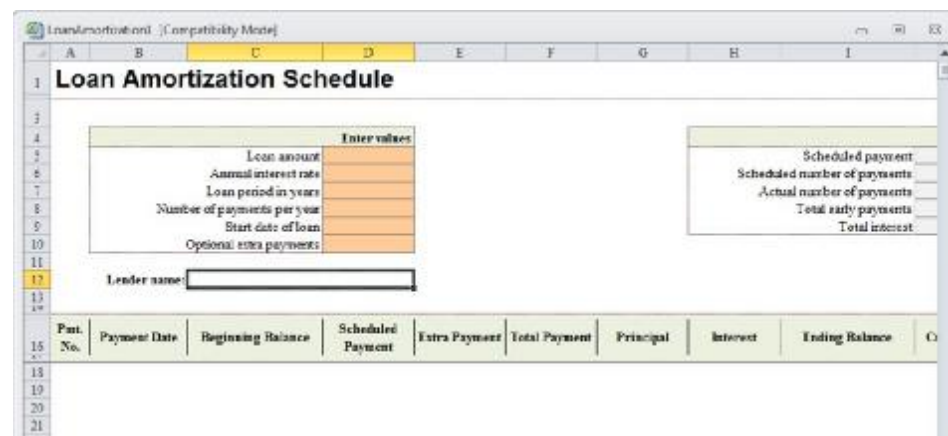 LoanAmortization1 [Compatibility Mode]
A B C D E F G H I
1 Loan Amortization Schedule
3
4 Enter values
5 Loan amount Scheduled payment
6 Annual interest rate Scheduled number of payments
7 Loan period in years Actual number of payments
8 Number of payments per year Total early payments
9 Start date of loan Total interest
10 Optional extra payments
11
12 Lender name:
13
Pmt. Scheduled
16 No. Payment Date Beginning Balance Payment Extra Payment Total Payment Principal Interest Ending Balance
18
19
20
21